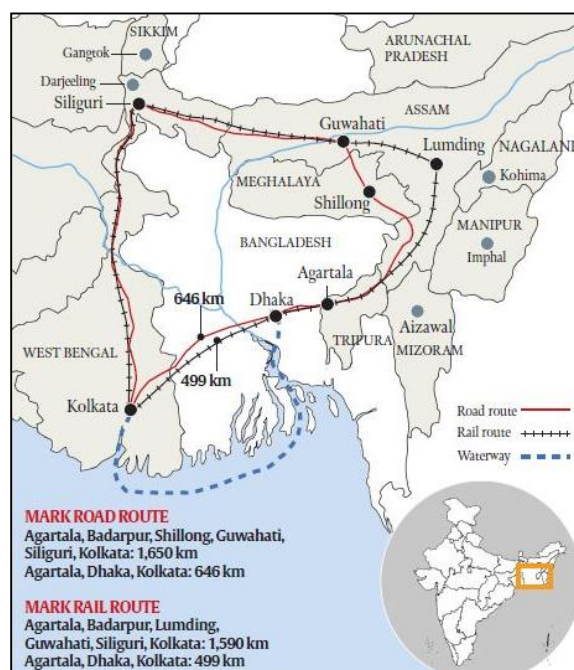 SIKKIM
Gangtok
ARUNACHAL
PRADESH
Darjeeling
Siliguri
ASSAM
Guwahati
Lumding
NAGALAND
MEGHALAYA
Kohima
Shillong
MANIPUR
BANGLADESH
Imphal
Agartala
646 km
Dhaka
Aizawal
WEST BENGAL
TRIPURA
MIZORAM
499 km
Kolkata
Road route
Rail route
Waterway
MARK ROAD ROUTE
Agartala, Badarpur, Shillong, Guwahati,
Siliguri, Kolkata: 1,650 km
Agartala, Dhaka, Kolkata: 646 km
MARK RAIL ROUTE
Agartala, Badarpur, Lumding,
Guwahati, Siliguri, Kolkata: 1,590 km
Agartala, Dhaka, Kolkata: 499 km